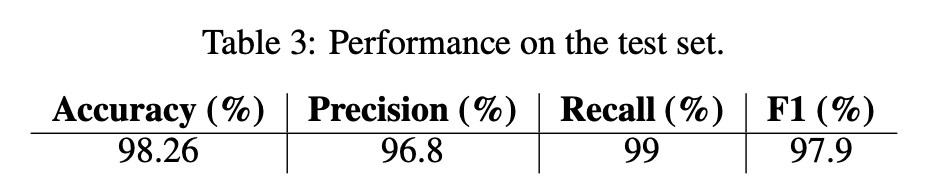 Table 3: Performance on the test set.
Accuracy (%) Precision (%) Recall (%) F1 (%)
98.26 96.8 99 97.9